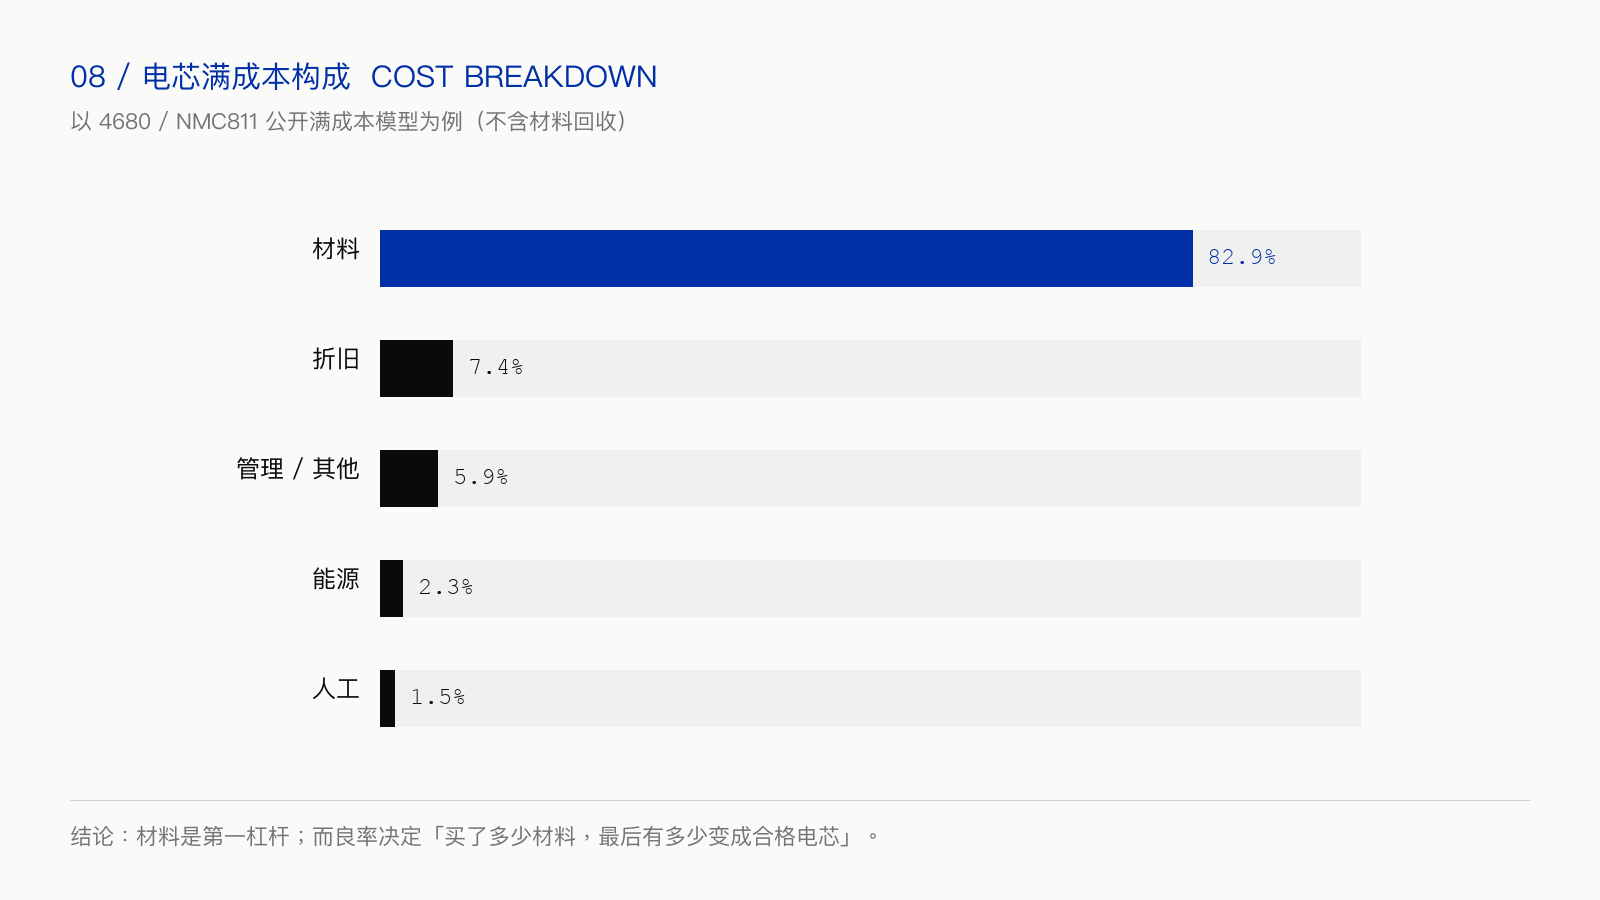 08 / 电芯满成本构成 COST BREAKDOWN
以 4680 / NMC811 公开满成本模型为例（不含材料回收）
材料 82.9%
折旧 7.4%
管理 / 其他 5.9%
能源 2.3%
人工 1.5%
结论：材料是第一杠杆；而良率决定「买了多少材料，最后有多少变成合格电芯」。